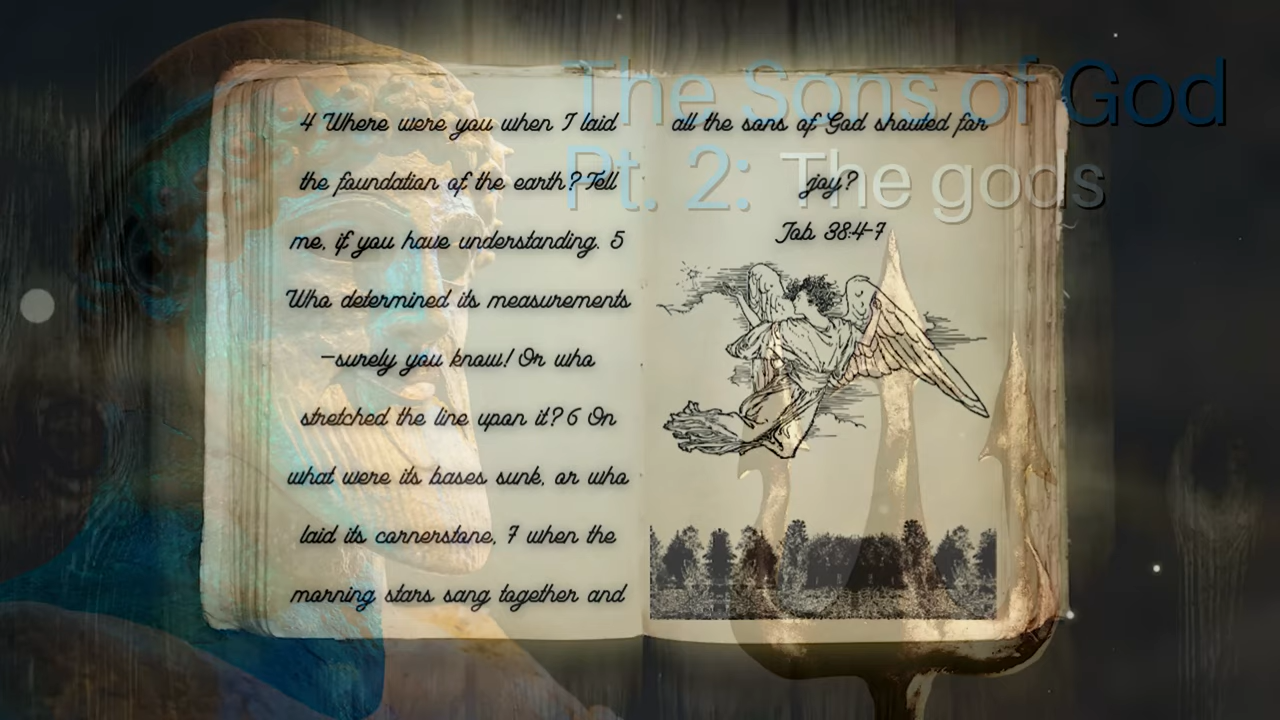 The Sons of God
Pt. 2: The gods
4 Where were you when I laid
the foundation of the earth? Tell
me, if you have understanding. 5
Who determined its measurements
—surely you know! Or who
stretched the line upon it? 6 On
what were its bases sunk, or who
laid its cornerstone, 7 when the
morning stars sang together and
all the sons of God shouted for
joy?
Job 38:4-7